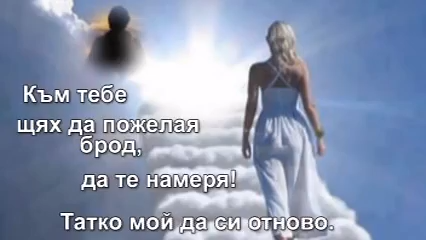 Към тебе
щях да пожелая
брод,
да те намеря!
Татко мой да си отново.